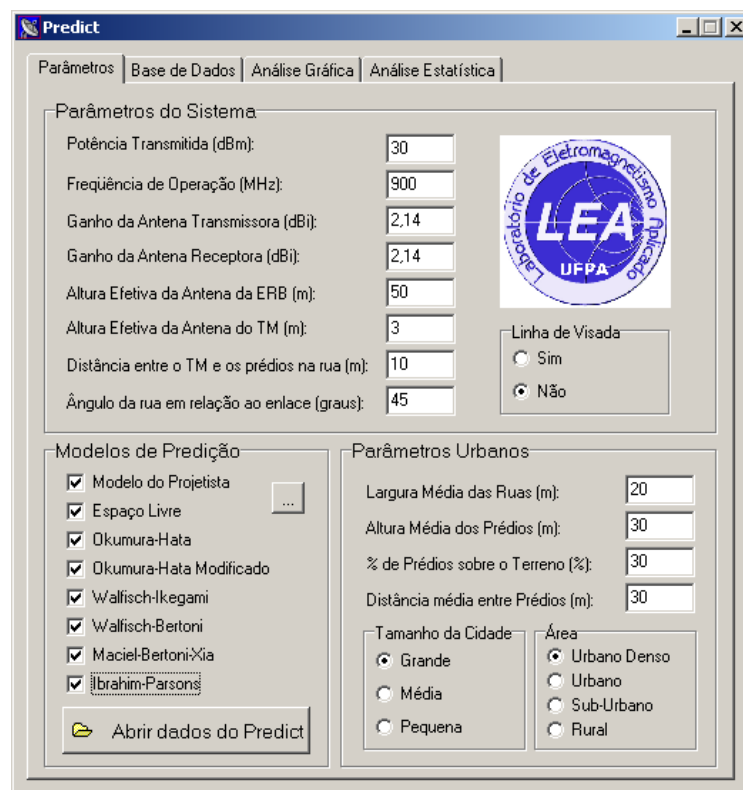 Predict
Parâmetros Base de Dados Análise Gráfica Análise Estatística
Parâmetros do Sistema
Potência Transmitida (dBm): 30
Freqüência de Operação (MHz): 900
Ganho da Antena Transmissora (dBi): 2,14
Ganho da Antena Receptora (dBi): 2,14
Altura Efetiva da Antena da ERB (m): 50
Altura Efetiva da Antena do TM (m): 3
Distância entre o TM e os prédios na rua (m): 10
Ângulo da rua em relação ao enlace (graus): 45
Laboratório de Eletromagnetismo Aplicado
LEA
UFPA
Linha de Visada
Sim
Não
Modelos de Predição
Modelo do Projetista
...
Espaço Livre
Okumura-Hata
Okumura-Hata Modificado
Walfisch-Ikegami
Walfisch-Bertoni
Maciel-Bertoni-Xia
Ibrahim-Parsons
Abrir dados do Predict
Parâmetros Urbanos
Largura Média das Ruas (m): 20
Altura Média dos Prédios (m): 30
% de Prédios sobre o Terreno (%): 30
Distância média entre Prédios (m): 30
Tamanho da Cidade
Grande
Média
Pequena
Área
Urbano Denso
Urbano
Sub-Urbano
Rural